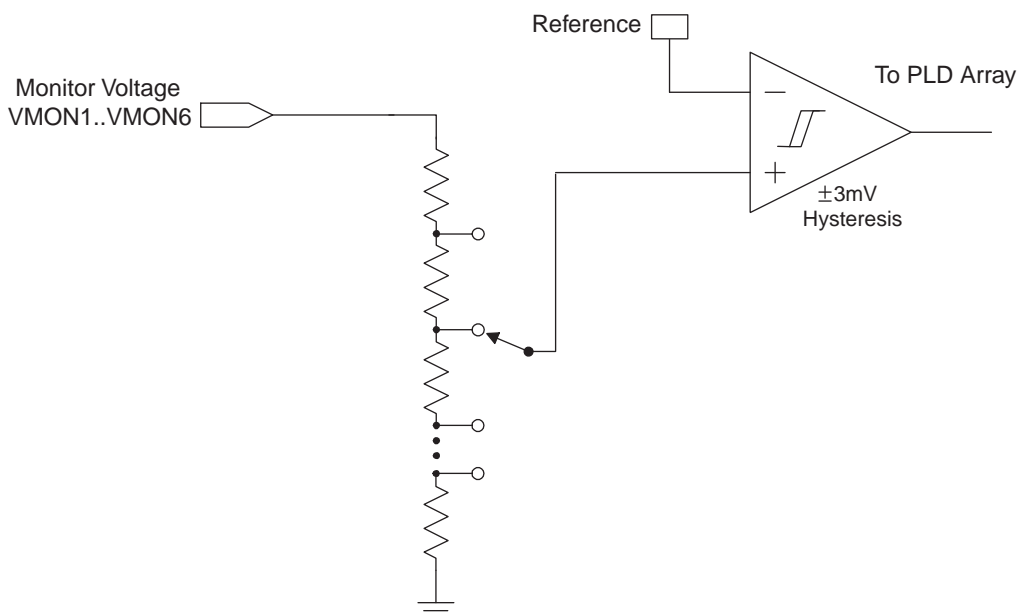 Reference
Monitor Voltage
VMON1..VMON6
To PLD Array
−
+
±3mV
Hysteresis